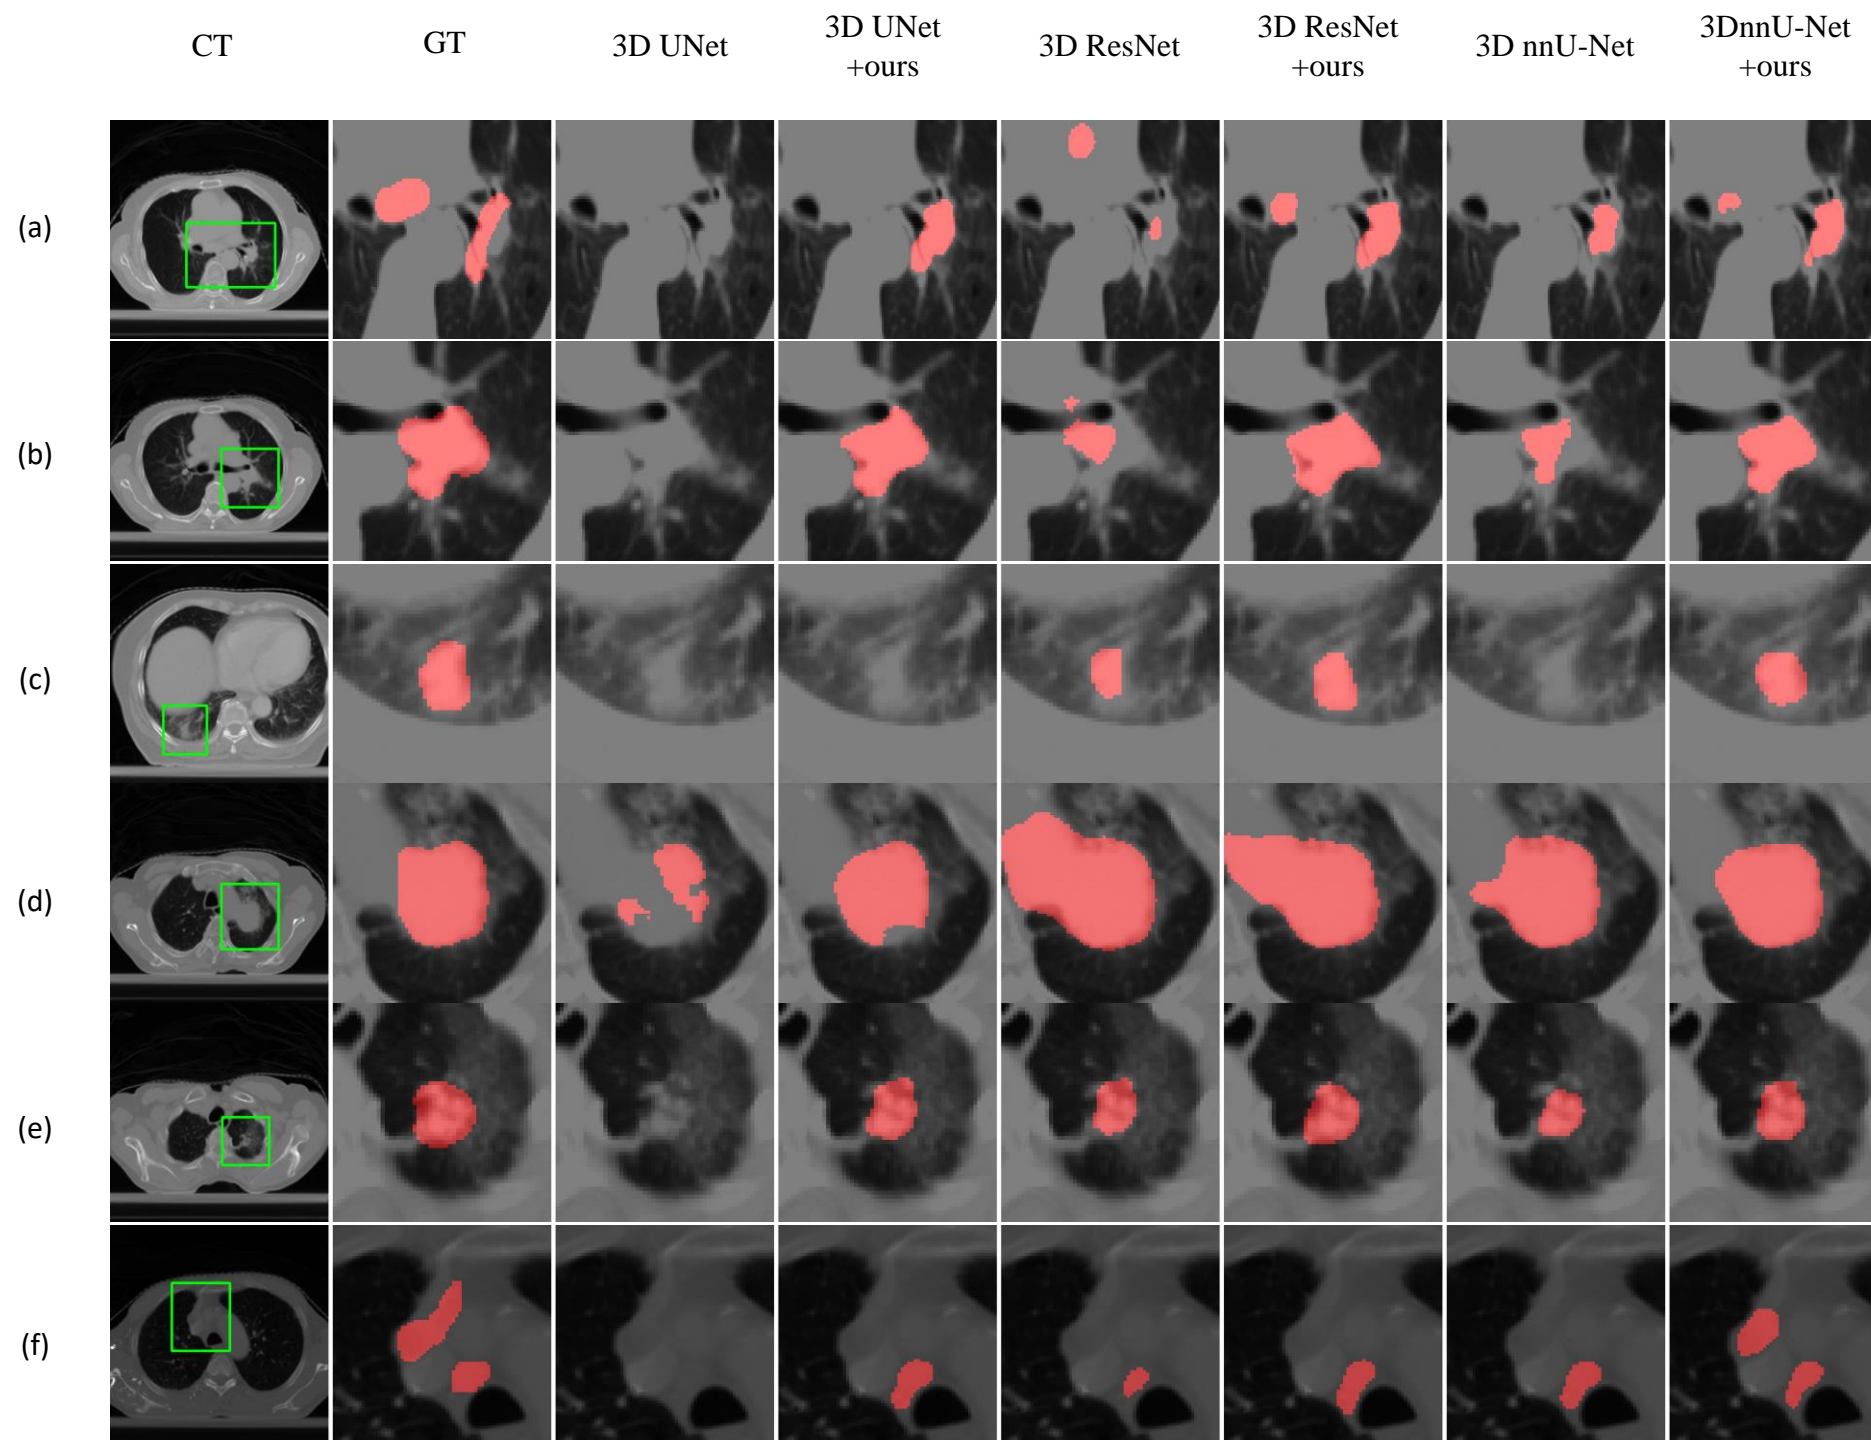 CT GT 3D UNet 3D UNet +ours 3D ResNet 3D ResNet +ours 3D nnU-Net 3DnnU-Net +ours
(a)
(b)
(c)
(d)
(e)
(f)